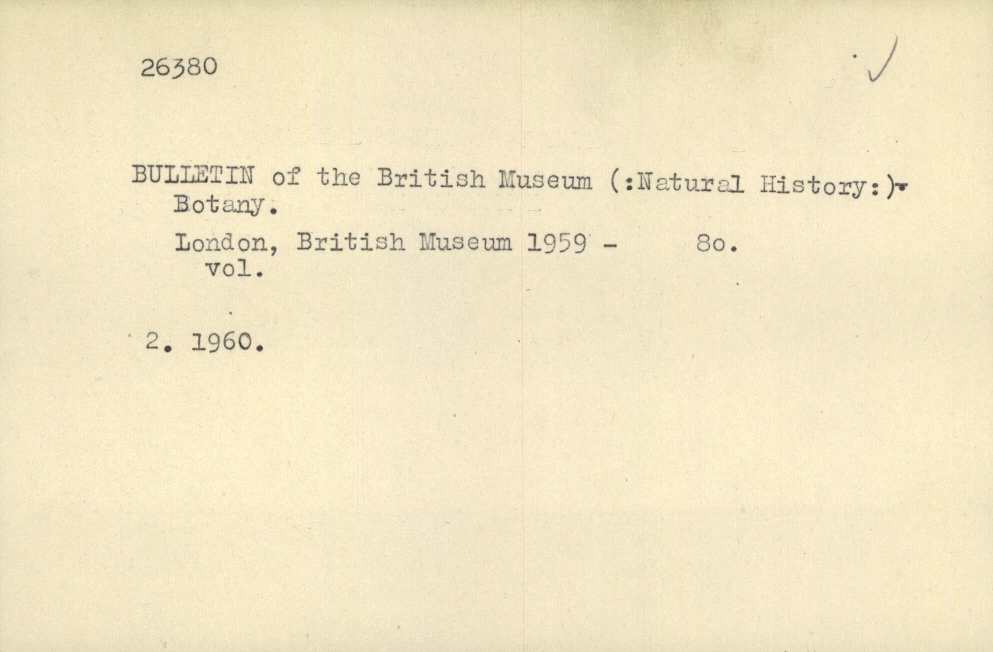 26380
BULLETIN of the British Museum (:Natural History:).
Botany.
London, British Museum 1959 - 8o.
vol.
2. 1960.